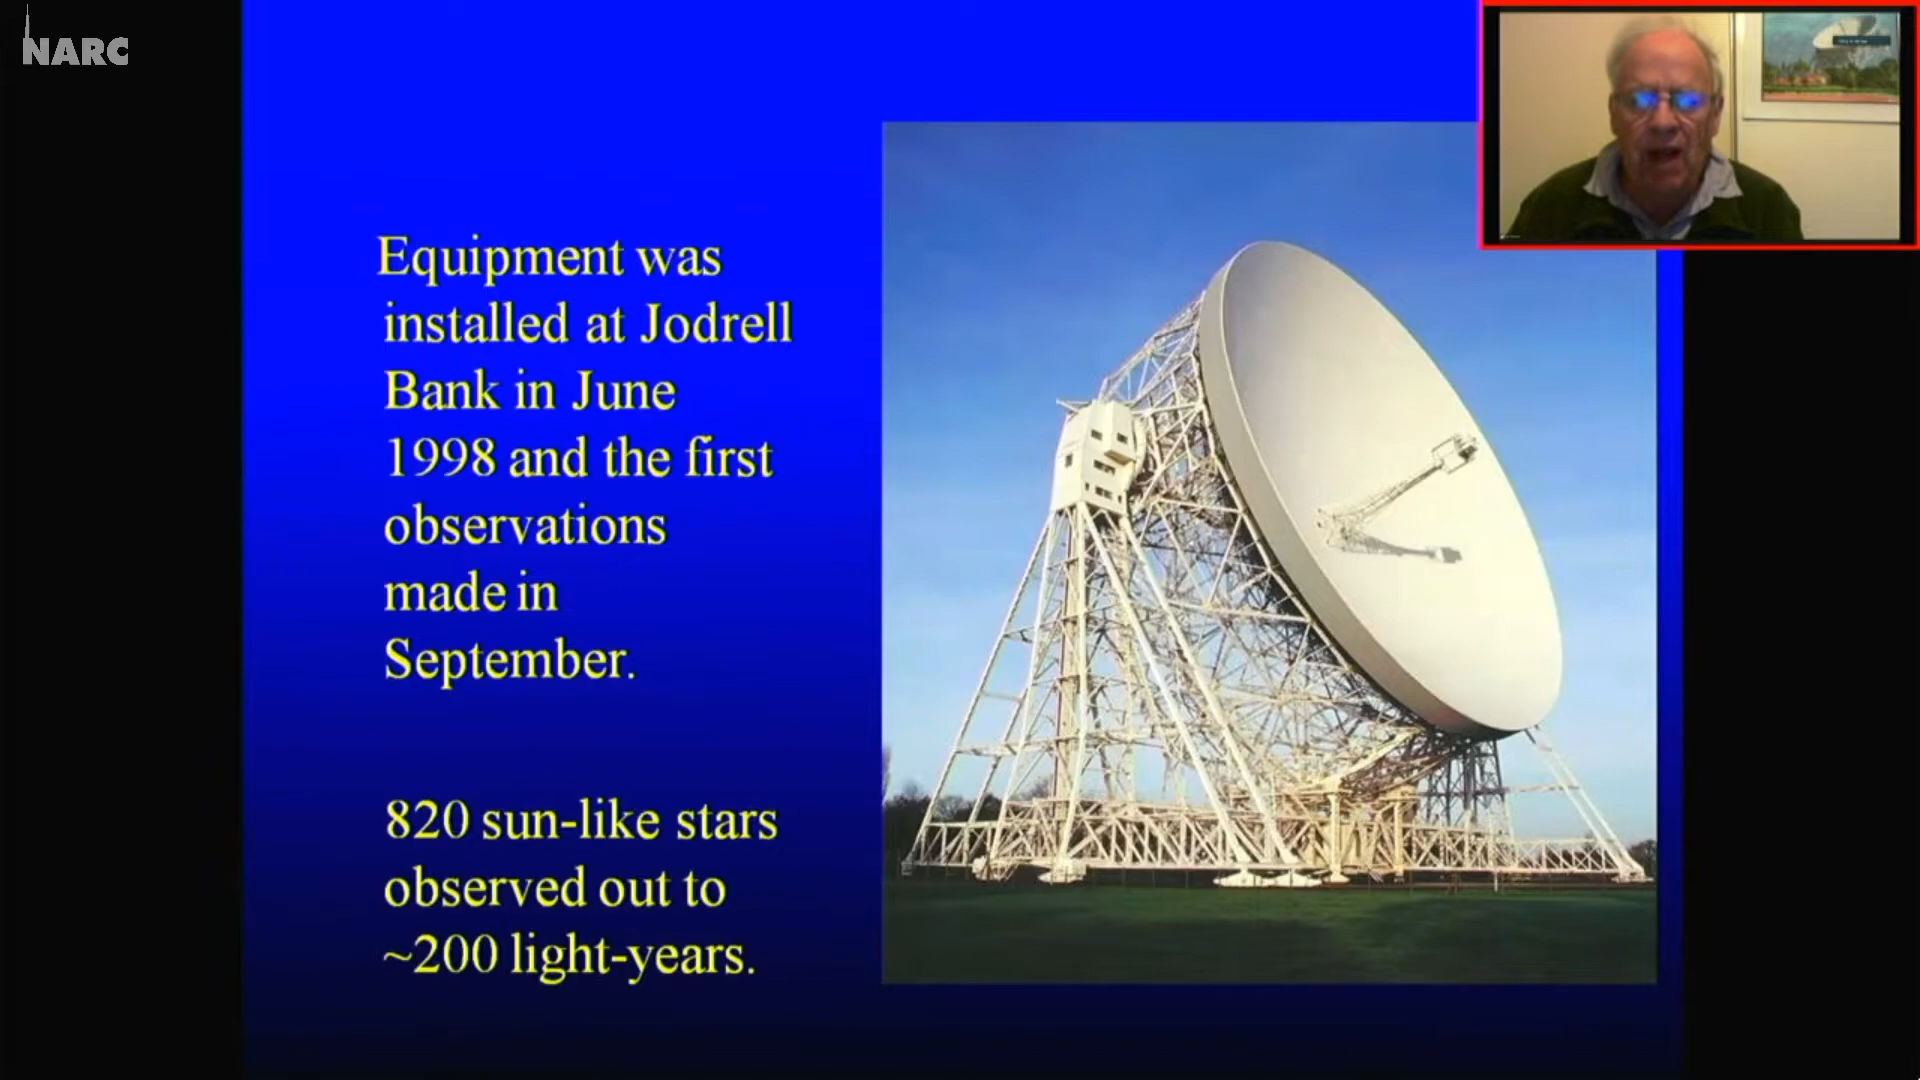 NARC
Equipment was
installed at Jodrell
Bank in June
1998 and the first
observations
made in
September.
820 sun-like stars
observed out to
~200 light-years.